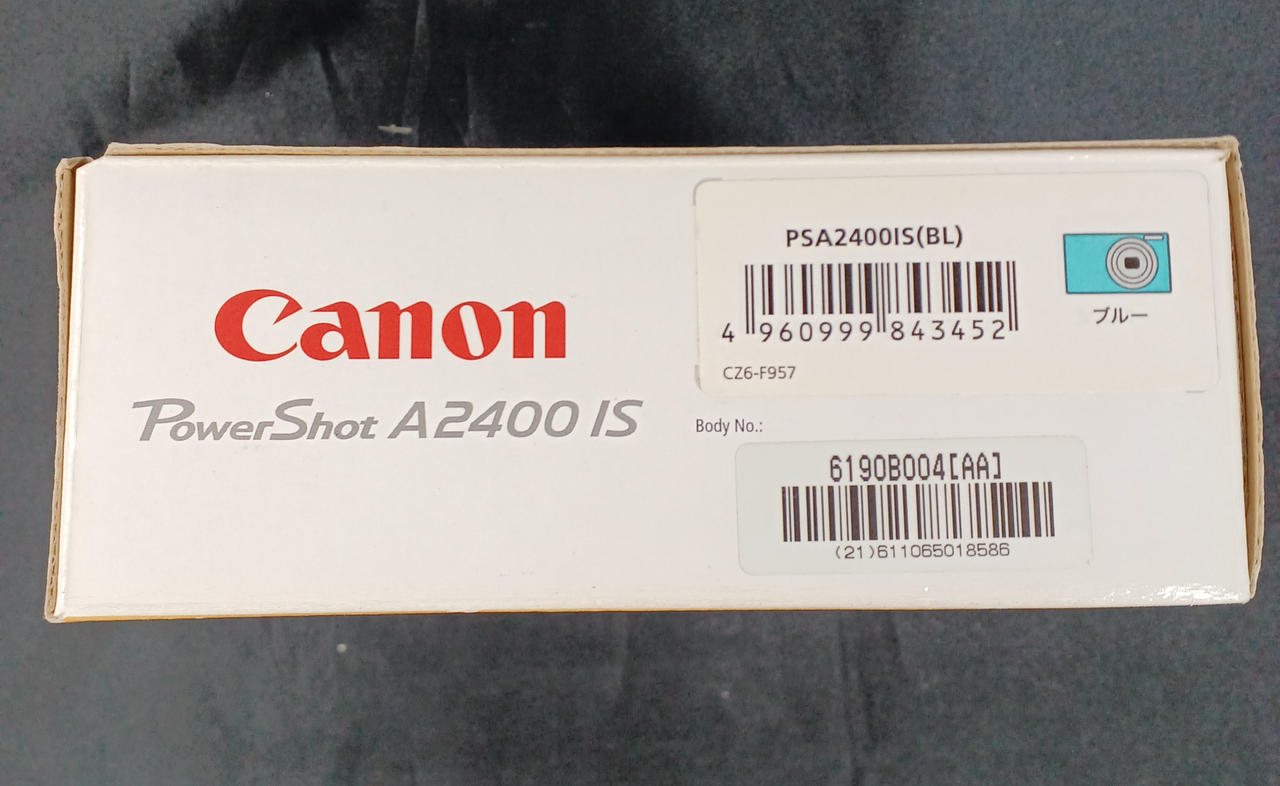 Canon
PowerShot A2400 IS
PSA2400IS(BL)
4 960999 843452
ブルー
CZ6-F957
Body No.:
6190B004[AA]
(21)611065018586